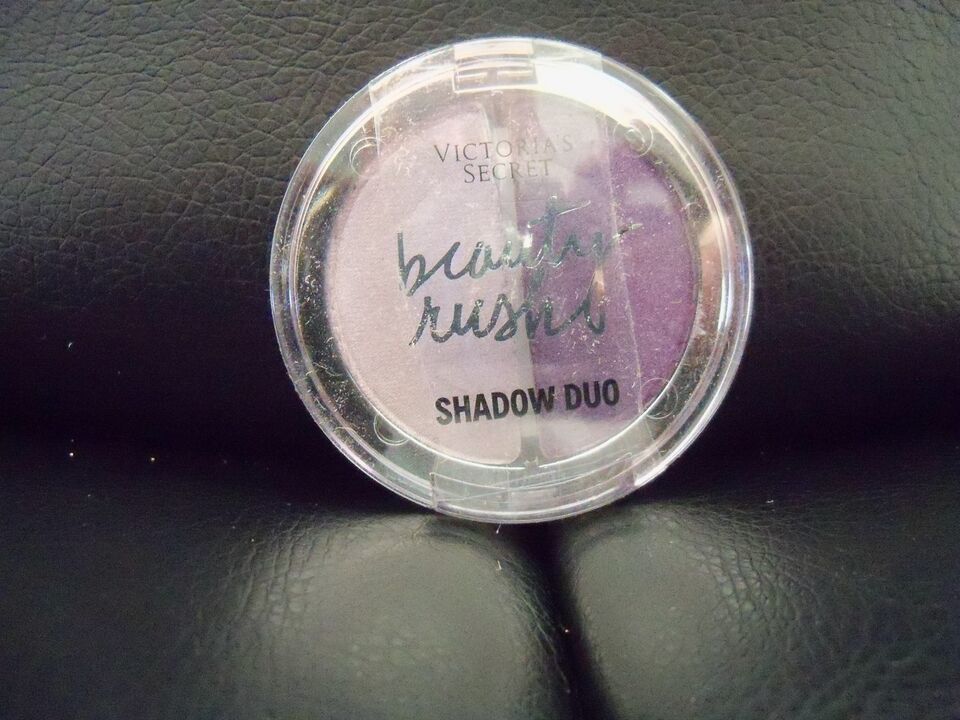 VICTORIA'S
SECRET
beauty
rush
SHADOW DUO